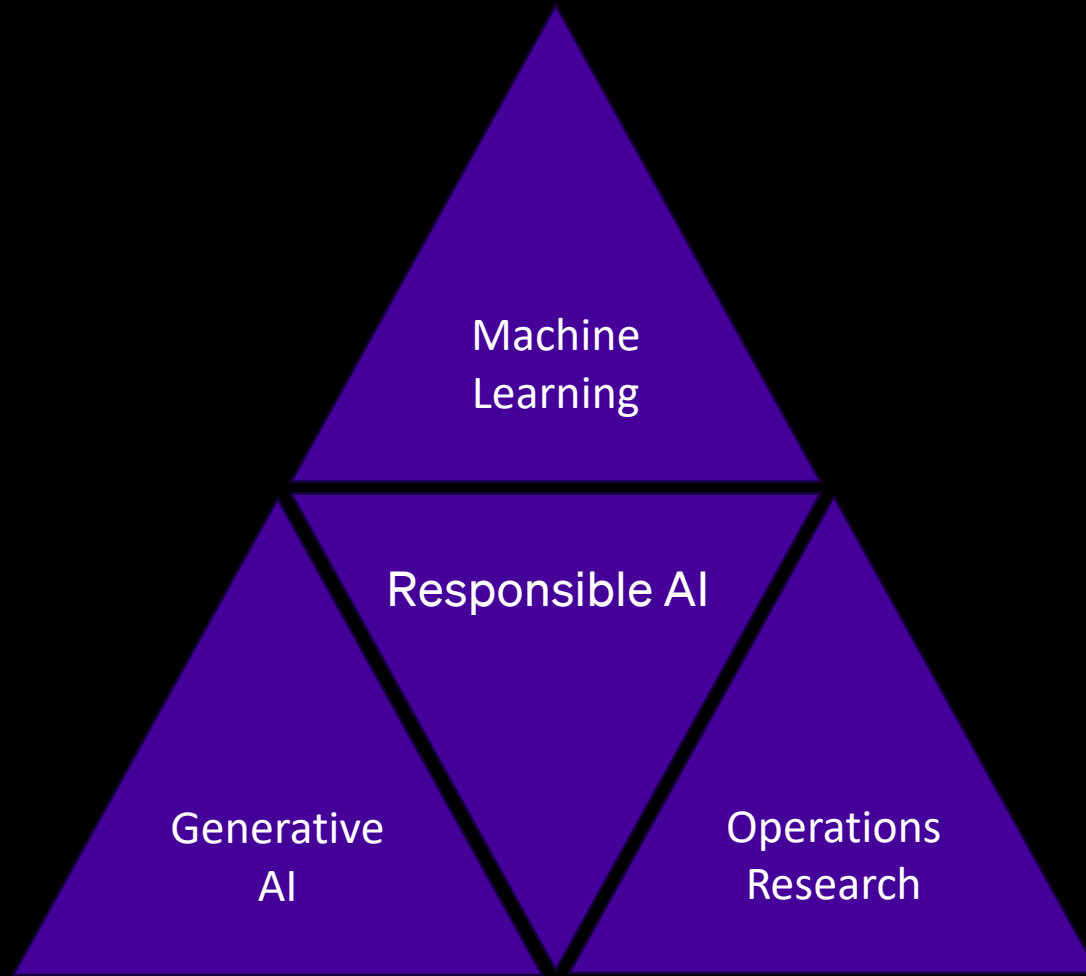 Machine
Learning
Responsible AI
Generative
AI
Operations
Research